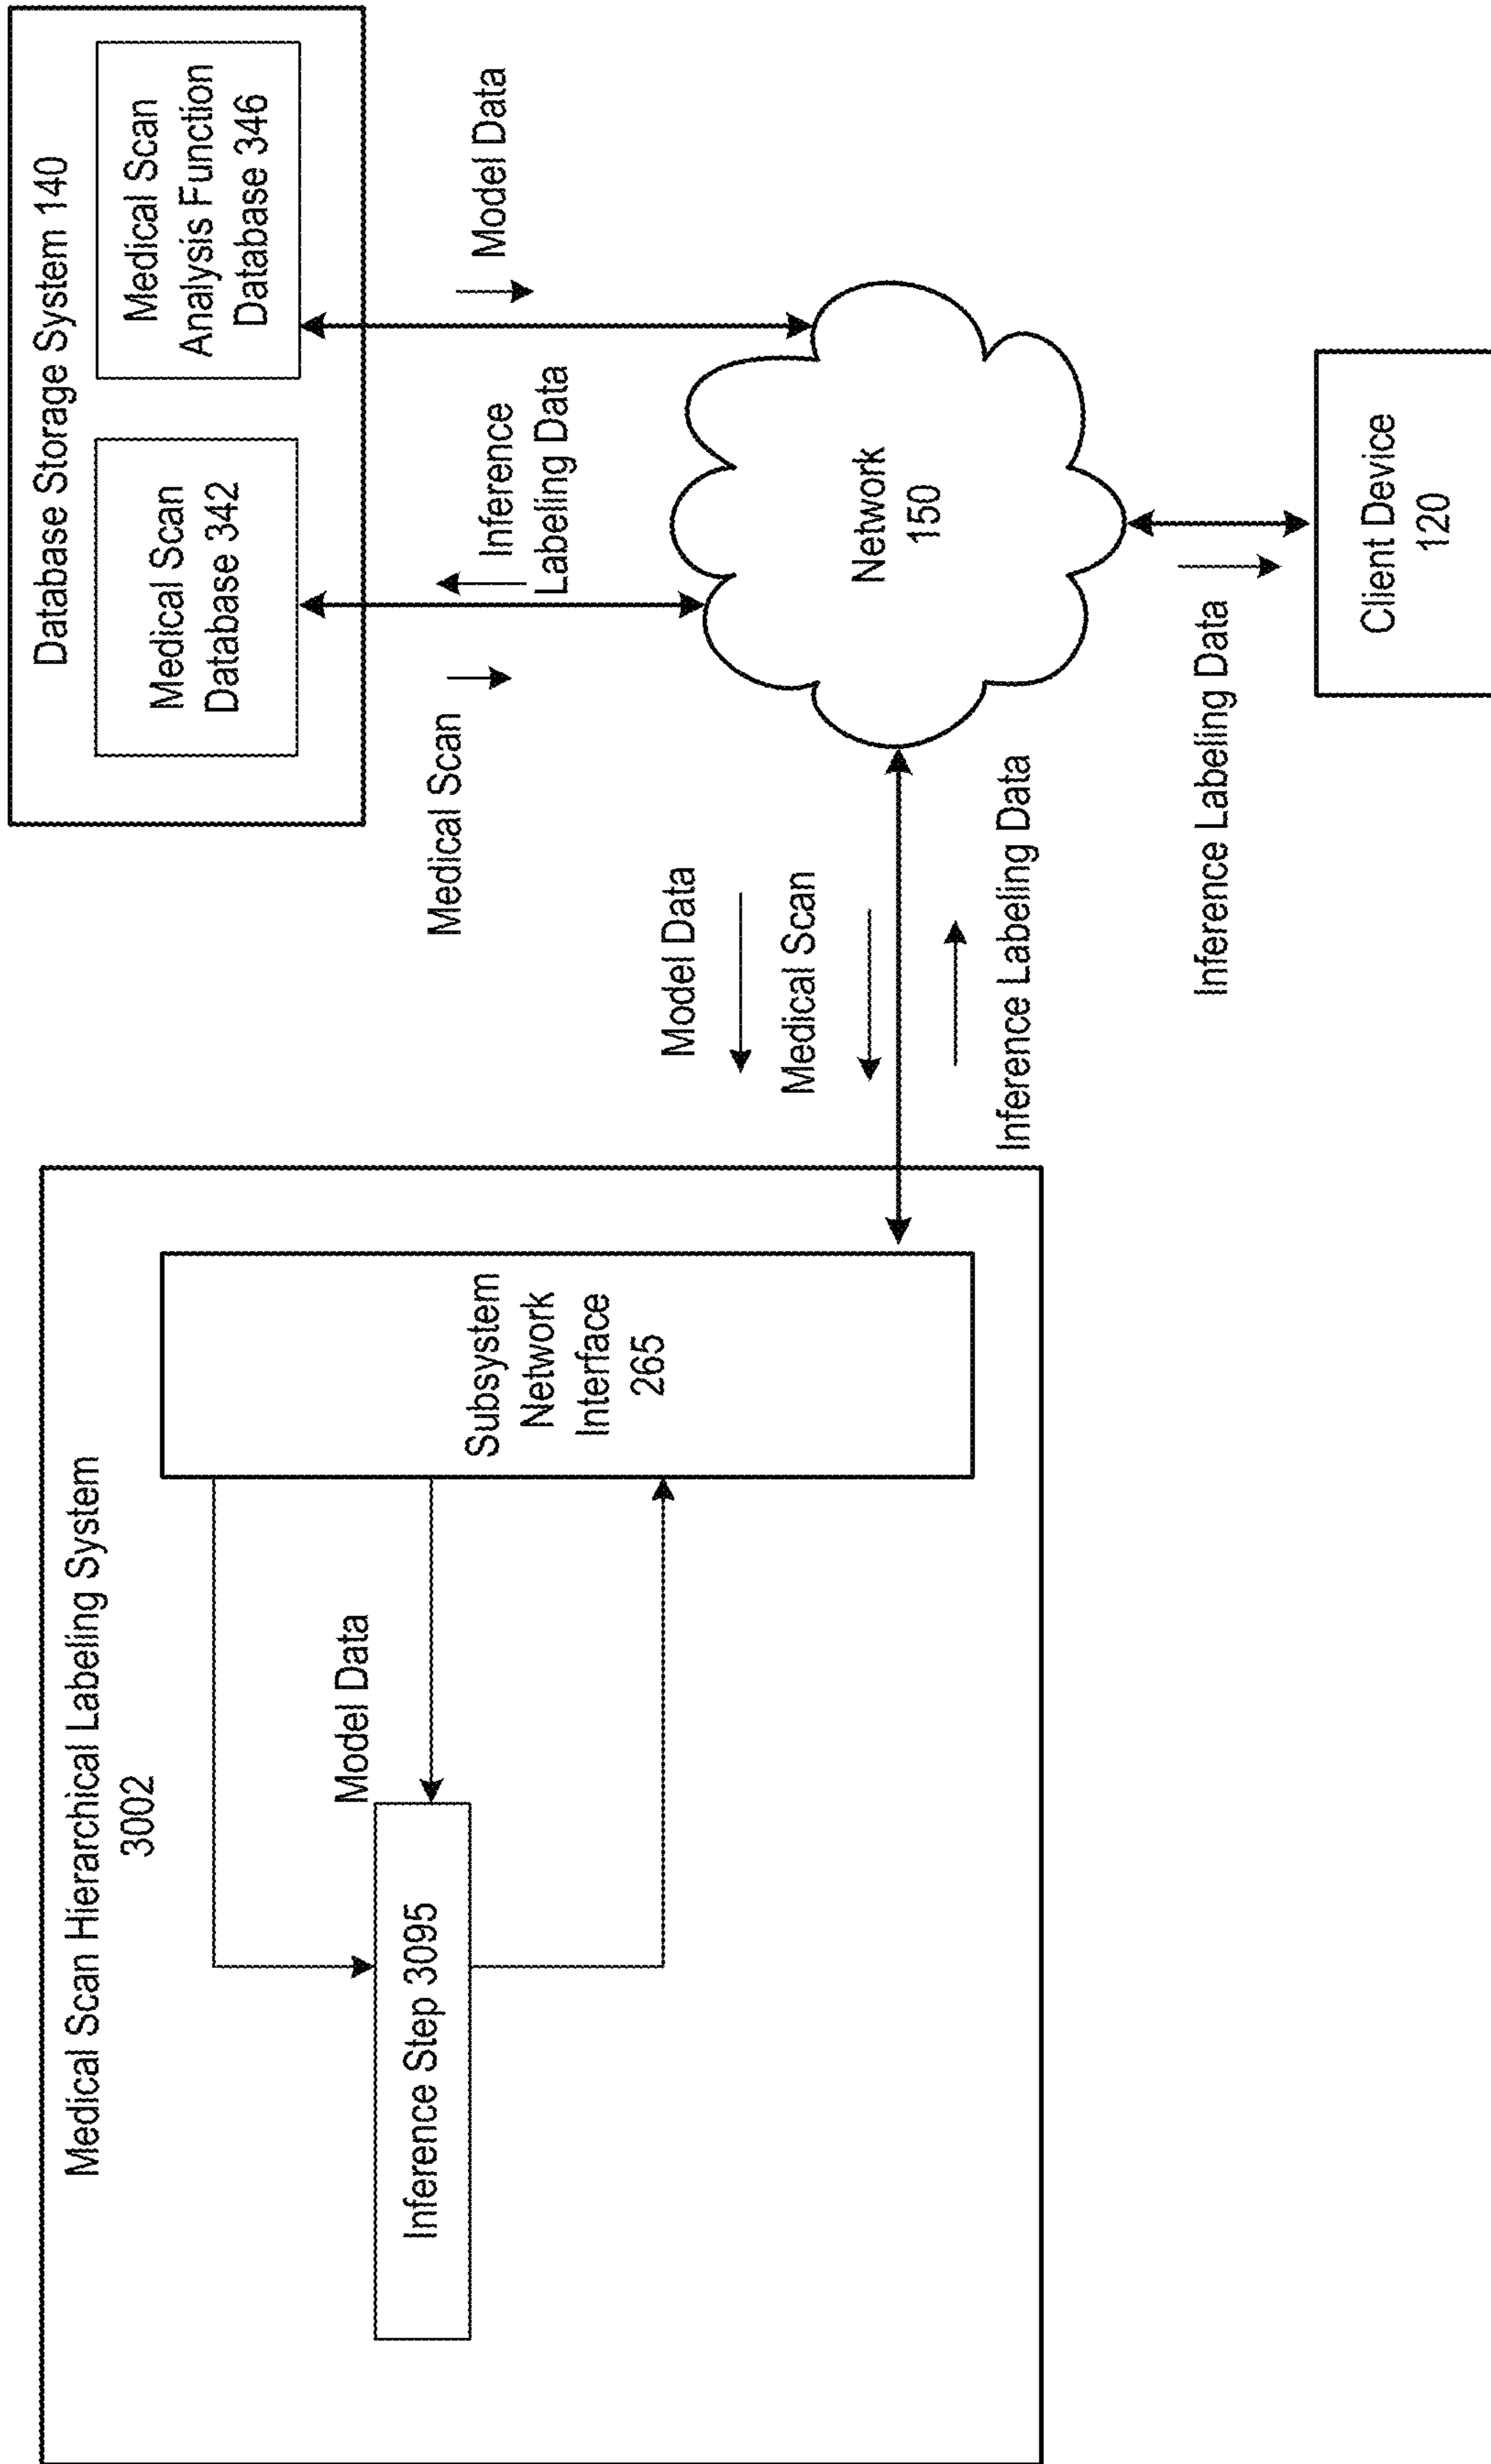 Medical Scan Hierarchical Labeling System
3002
Model Data
Inference Step 3095
Subsystem
Network
Interface
265
Database Storage System 140
Medical Scan
Database 342
Medical Scan
Analysis Function
Database 346
Medical Scan
Inference
Labeling Data
Model Data
Model Data
Medical Scan
Inference Labeling Data
Network
150
Inference Labeling Data
Client Device
120